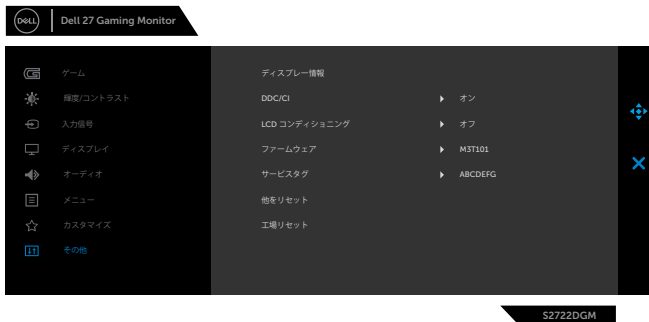 DELL
Dell 27 Gaming Monitor
ゲーム
輝度/コントラスト
入力信号
ディスプレイ
オーディオ
メニュー
カスタマイズ
その他
ディスプレー情報
DDC/CI オン
LCD コンディショニング オフ
ファームウェア M3T101
サービスタグ ABCDEFG
他をリセット
工場リセット
S2722DGM